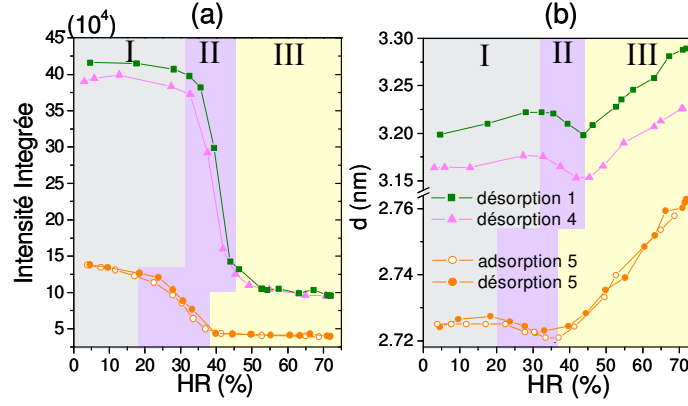 (a)
(10⁴)
I
II
III
45
40
35
30
25
20
15
10
5
0 10 20 30 40 50 60 70
HR (%)
Intensité Integrée
(b)
I
II
III
3.30
3.25
3.20
3.15
2.76
2.74
2.72
d (nm)
désorption 1
désorption 4
adsorption 5
désorption 5
0 10 20 30 40 50 60 70
HR (%)